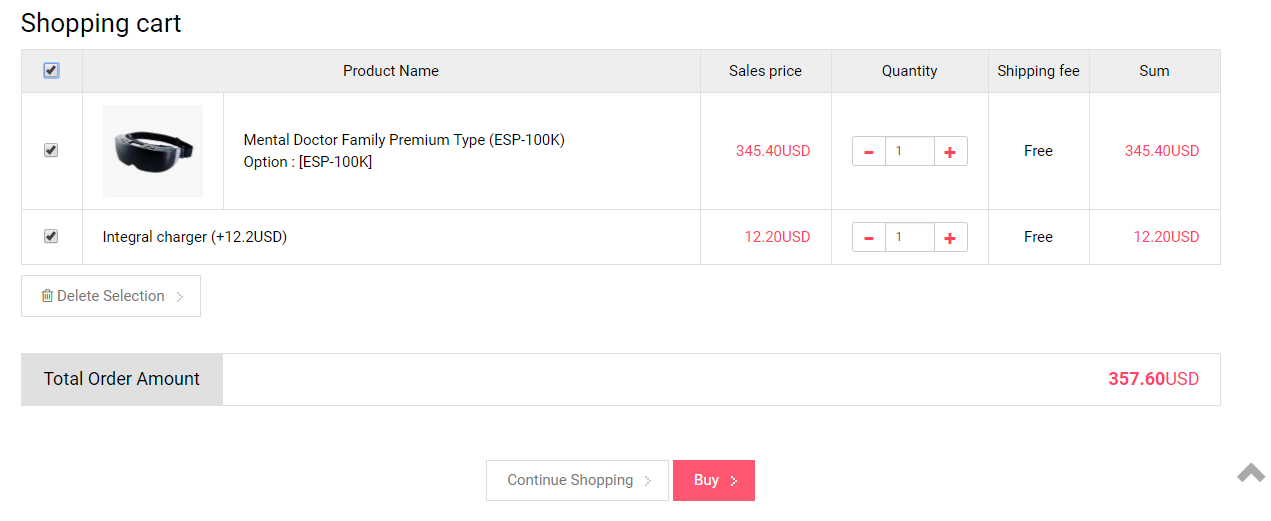 Shopping cart
Product Name Sales price Quantity Shipping fee Sum
Mental Doctor Family Premium Type (ESP-100K)
Option : [ESP-100K]
345.40USD 1 Free 345.40USD
Integral charger (+12.2USD) 12.20USD 1 Free 12.20USD
Delete Selection
Total Order Amount 357.60USD
Continue Shopping Buy